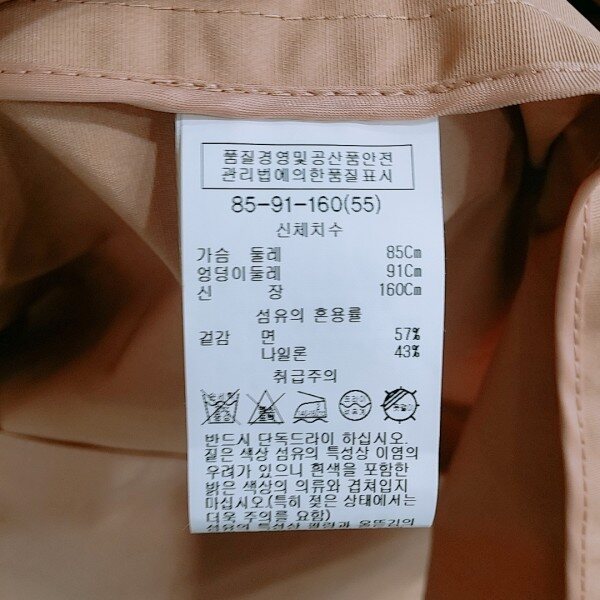 품질경영및공산품안전
관리법에의한품질표시
85-91-160(55)
신체치수
가슴 둘레 85Cm
엉덩이둘레 91Cm
신 장 160Cm
섬유의 혼용률
겉감 면 57%
나일론 43%
취급주의
반드시 단독드라이 하십시오.
짙은 색상 섬유의 특성상 이염의
우려가 있으니 흰색을 포함한
밝은 색상의 의류와 겹쳐입지
마십시오.(특히 젖은 상태에서는
더욱 주의를 요함)
섬유의 특성상